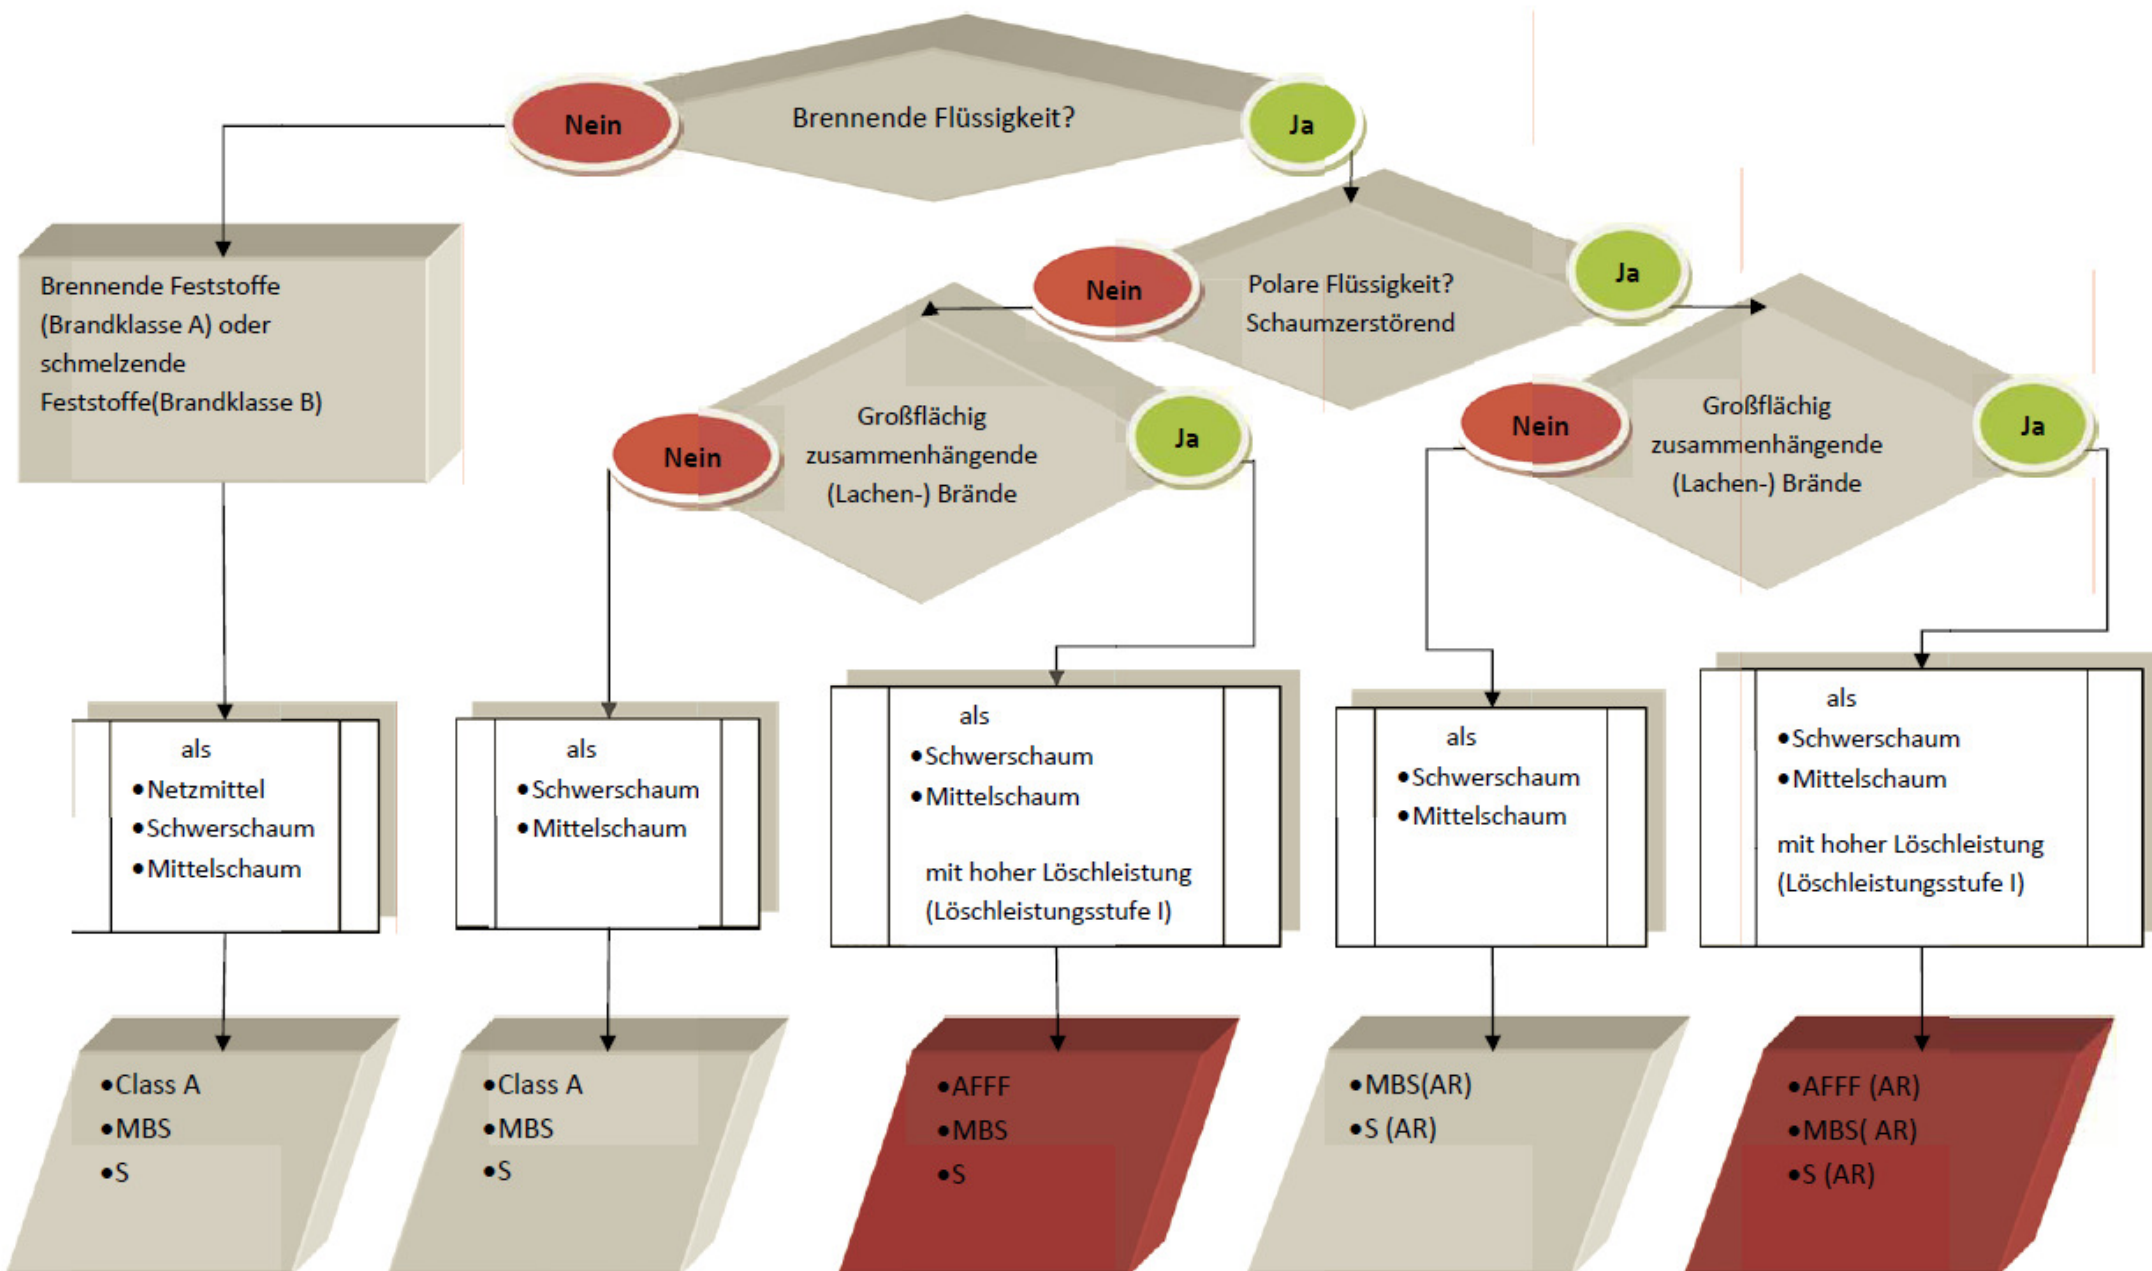 Brennende Flüssigkeit?
Nein
Ja
Polare Flüssigkeit?
Schaumzerstörend
Nein
Ja
Brennende Feststoffe
(Brandklasse A) oder
schmelzende
Feststoffe(Brandklasse B)
Großflächig
zusammenhängende
(Lachen-) Brände
Nein
Ja
Großflächig
zusammenhängende
(Lachen-) Brände
Nein
Ja
als
•Netzmittel
•Schwerschaum
•Mittelschaum
als
•Schwerschaum
•Mittelschaum
als
•Schwerschaum
•Mittelschaum
mit hoher Löschleistung
(Löschleistungsstufe I)
als
•Schwerschaum
•Mittelschaum
als
•Schwerschaum
•Mittelschaum
mit hoher Löschleistung
(Löschleistungsstufe I)
•Class A
•MBS
•S
•Class A
•MBS
•S
•AFFF
•MBS
•S
•MBS(AR)
•S (AR)
•AFFF (AR)
•MBS( AR)
•S (AR)